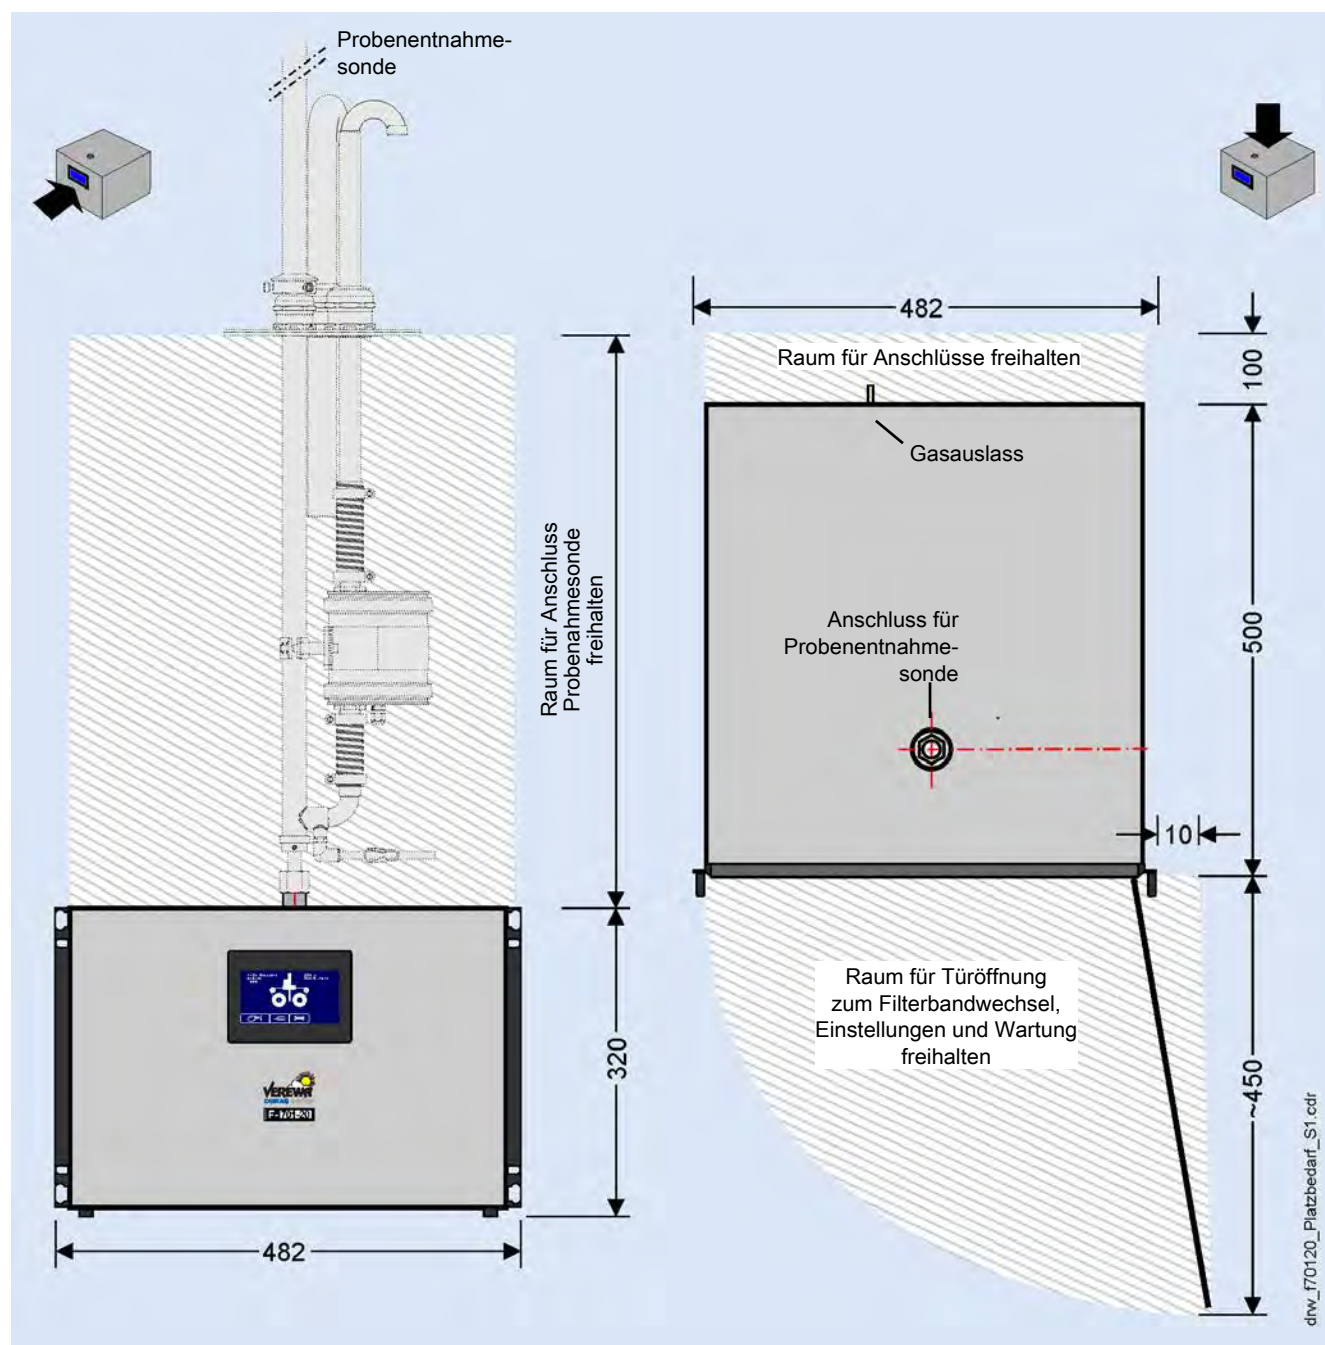 Probenentnahme-
sonde
482
Raum für Anschlüsse freihalten
100
Gasauslass
500
Raum für Anschluss
Probenahmesonde
freihalten
Anschluss für
Probenentnahme-
sonde
10
Raum für Türöffnung
zum Filterbandwechsel,
Einstellungen und Wartung
freihalten
320
~450
VEREWA
F-701-20
482
drw_f70120_Platzbedarf_S1.cdr